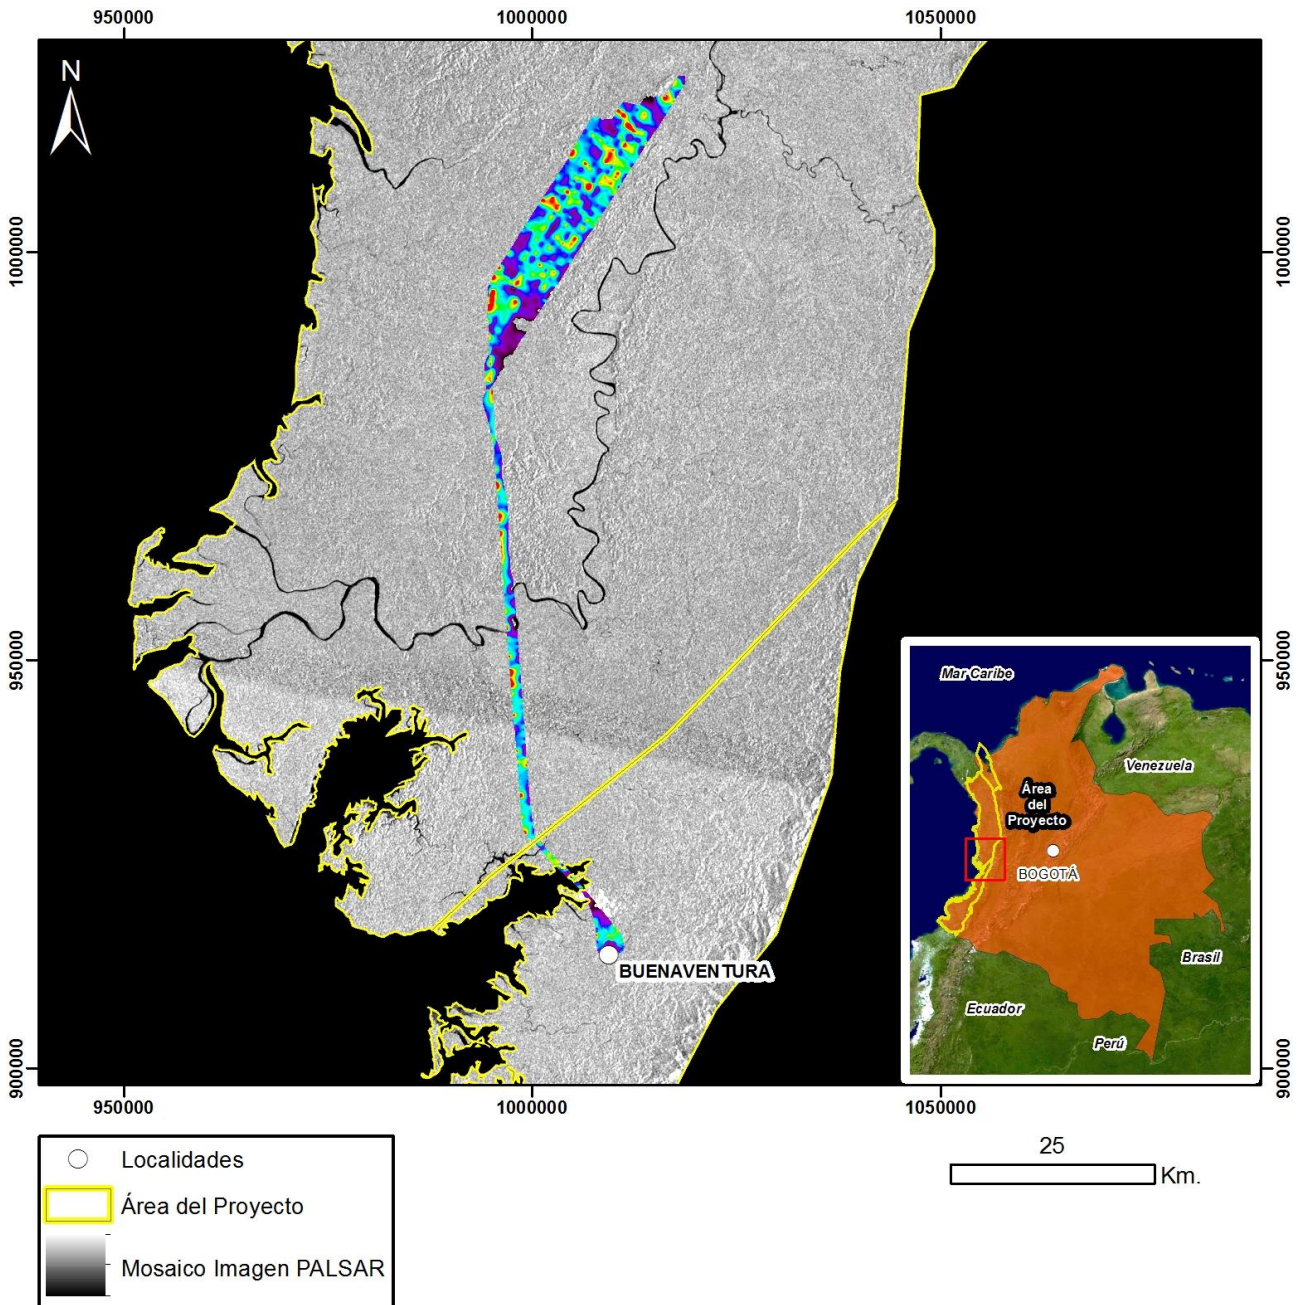 950000
1000000
1050000
N
1000000
1000000
950000
950000
900000
900000
BUENAVENTURA
Mar Caribe
Venezuela
Área
del
Proyecto
BOGOTÁ
Brasil
Ecuador
Perú
950000
1000000
1050000
Localidades
Área del Proyecto
Mosaico Imagen PALSAR
25
Km.